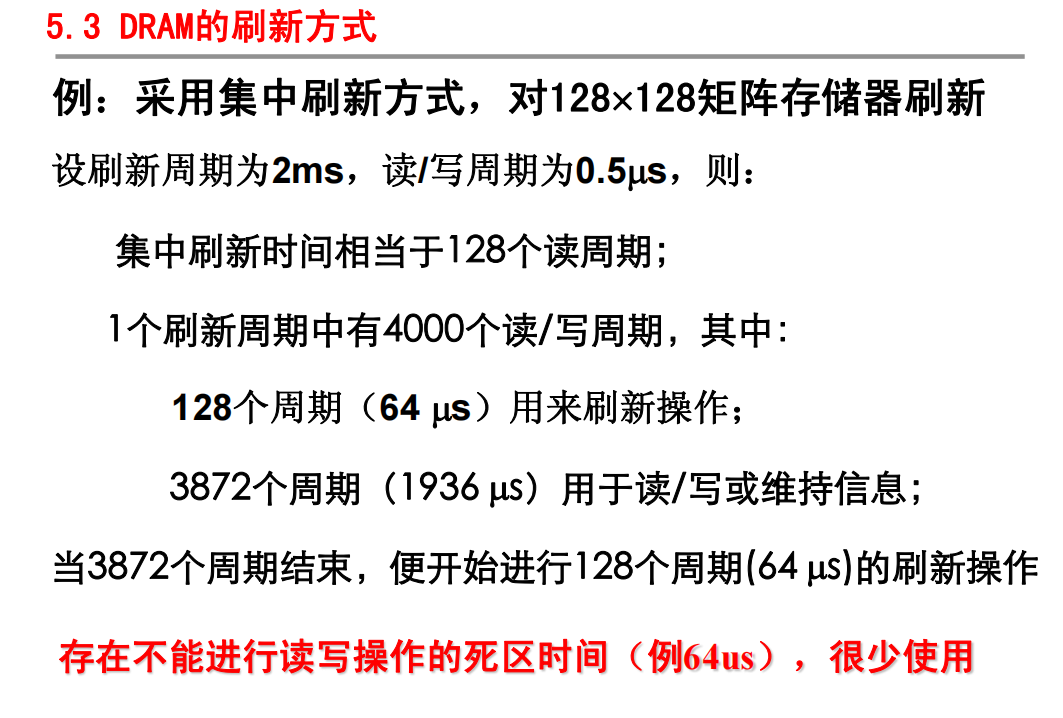 5.3 DRAM的刷新方式
例：采用集中刷新方式，对128×128矩阵存储器刷新
设刷新周期为2ms，读/写周期为0.5μs，则：
集中刷新时间相当于128个读周期；
1个刷新周期中有4000个读/写周期，其中：
128个周期（64 μs）用来刷新操作；
3872个周期（1936 μs）用于读/写或维持信息；
当3872个周期结束，便开始进行128个周期(64 μs)的刷新操作
存在不能进行读写操作的死区时间（例64us），很少使用